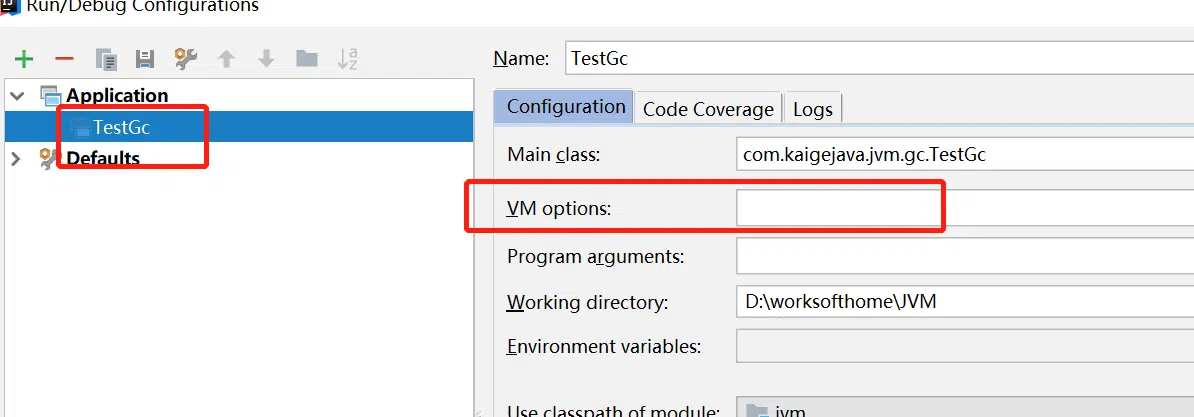 Run/Debug Configurations
Name: TestGc
Application
TestGc
Defaults
Configuration Code Coverage Logs
Main class: com.kaigejava.jvm.gc.TestGc
VM options:
Program arguments:
Working directory: D:\worksofthome\JVM
Environment variables:
Use classpath of module: jvm